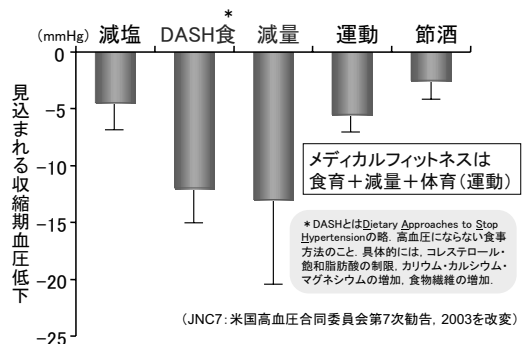 *
(mmHg) 減塩 DASH食 減量 運動 節酒
0
−5
−10
−15
−20
−25
見込まれる収縮期血圧低下
メディカルフィットネスは
食育＋減量＋体育（運動）
＊DASHとはDietary Approaches to Stop
Hypertensionの略．高血圧にならない食事
方法のこと．具体的には，コレステロール・
飽和脂肪酸の制限，カリウム・カルシウム・
マグネシウムの増加，食物繊維の増加．
（JNC7：米国高血圧合同委員会第7次勧告，2003を改変）